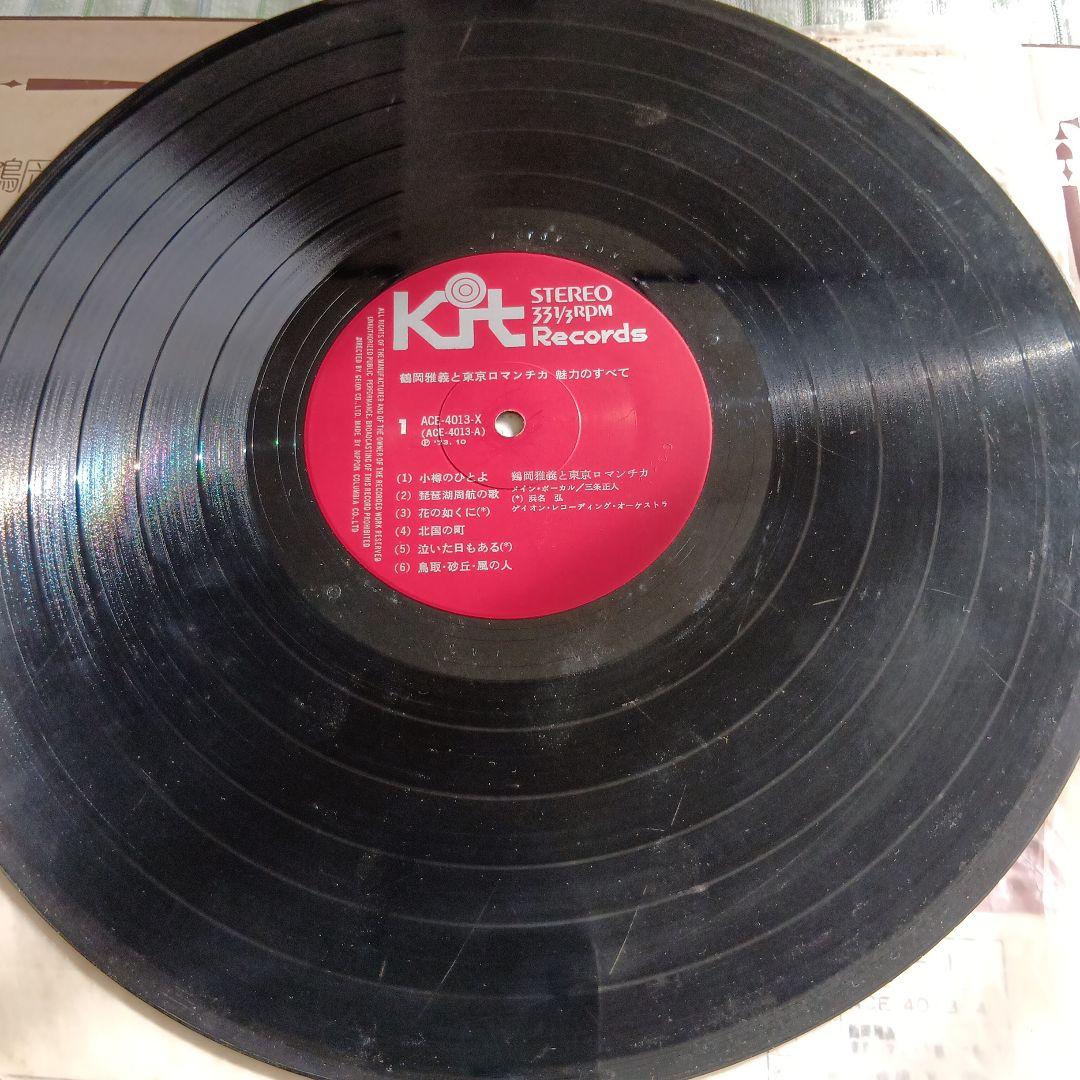 Kit
STEREO
33 1/3 RPM
Records
鶴岡雅義と東京ロマンチカ 魅力のすべて
1
ACE-4013-X
(ACE-4013-A)
Ⓟ '73.10
(1) 小樽のひとよ
(2) 琵琶湖周航の歌
(3) 花の如くに(*)
(4) 北国の町
(5) 泣いた日もある(*)
(6) 鳥取・砂丘・風の人
鶴岡雅義と東京ロマンチカ
メイン・ボーカル/三条正人
(*) 浜名 弘
ゲイオン・レコーディング・オーケストラ
ALL RIGHTS OF THE MANUFACTURER AND OF THE OWNER OF THE RECORDED WORK RESERVED
UNAUTHORIZED PUBLIC PERFORMANCE, BROADCASTING OF THIS RECORD PROHIBITED
DIRECTED BY GEION CO., LTD. MADE BY NIPPON COLUMBIA CO., LTD
鶴岡